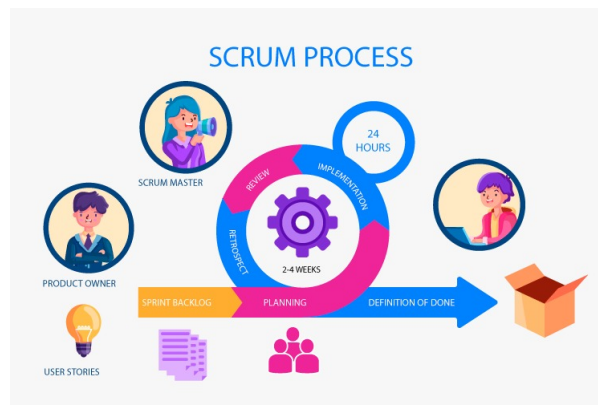 SCRUM PROCESS
24
HOURS
SCRUM MASTER
REVIEW
IMPLEMENTATION
RETROSPECT
2-4 WEEKS
PRODUCT OWNER
SPRINT BACKLOG
PLANNING
DEFINITION OF DONE
USER STORIES